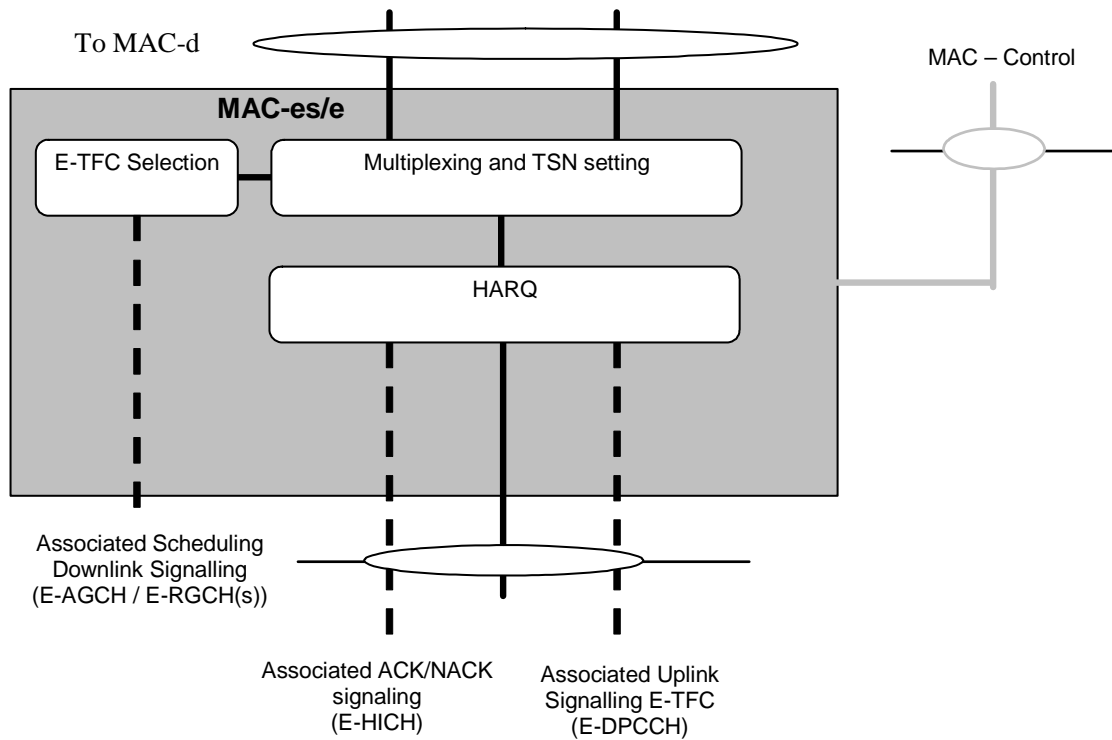 To MAC-d
MAC – Control
MAC-es/e
E-TFC Selection
Multiplexing and TSN setting
HARQ
Associated Scheduling
Downlink Signalling
(E-AGCH / E-RGCH(s))
Associated ACK/NACK
signaling
(E-HICH)
Associated Uplink
Signalling E-TFC
(E-DPCCH)